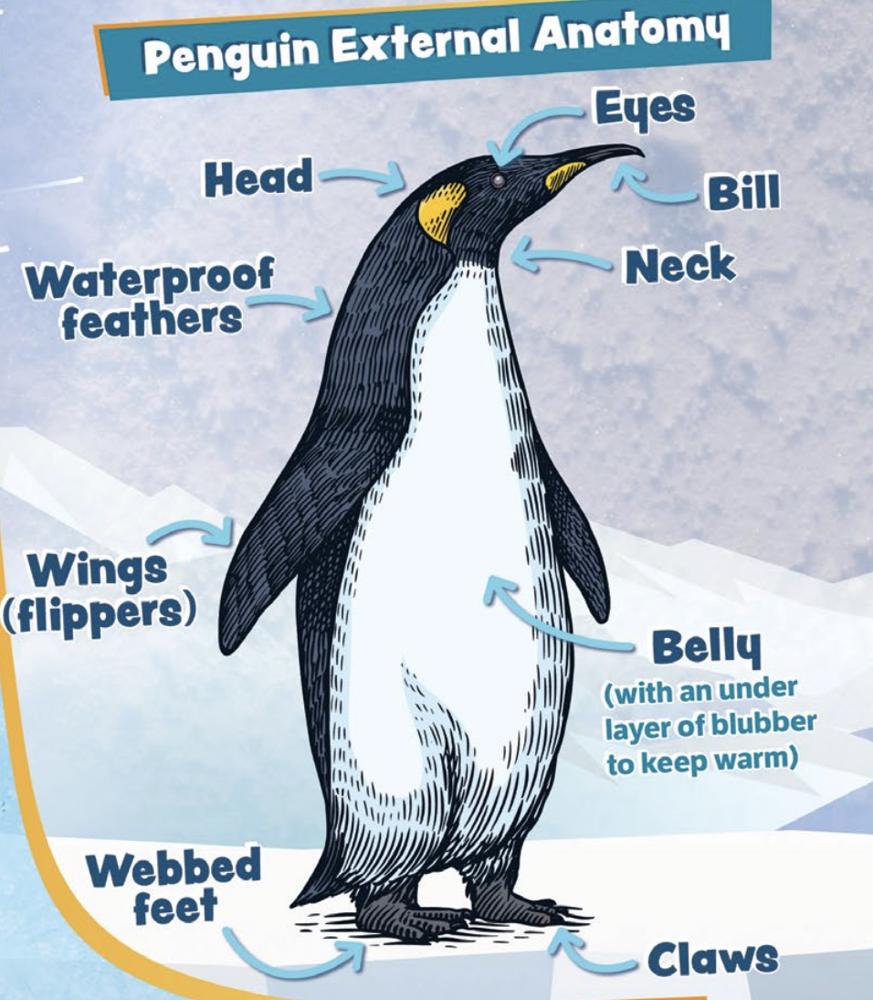 Penguin External Anatomy
Eyes
Head
Bill
Neck
Waterproof
feathers
Wings
(flippers)
Belly
(with an under
layer of blubber
to keep warm)
Webbed
feet
Claws